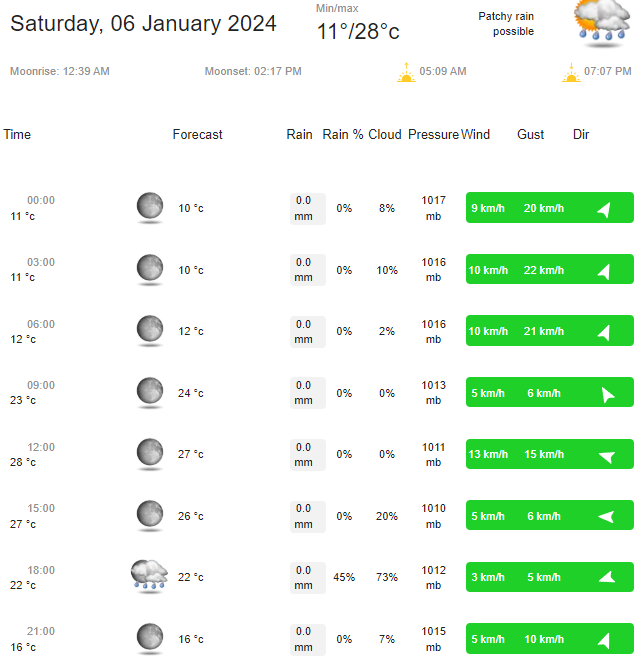 Saturday, 06 January 2024
Min/max
11°/28°c
Patchy rain
possible
Moonrise: 12:39 AM
Moonset: 02:17 PM
05:09 AM
07:07 PM
Time Forecast Rain Rain % Cloud Pressure Wind Gust Dir
00:00
11 °c
10 °c
0.0
mm
0%
8%
1017
mb
9 km/h
20 km/h
03:00
11 °c
10 °c
0.0
mm
0%
10%
1016
mb
10 km/h
22 km/h
06:00
12 °c
12 °c
0.0
mm
0%
2%
1016
mb
10 km/h
21 km/h
09:00
23 °c
24 °c
0.0
mm
0%
0%
1013
mb
5 km/h
6 km/h
12:00
28 °c
27 °c
0.0
mm
0%
0%
1011
mb
13 km/h
15 km/h
15:00
27 °c
26 °c
0.0
mm
0%
20%
1010
mb
5 km/h
6 km/h
18:00
22 °c
22 °c
0.0
mm
45%
73%
1012
mb
3 km/h
5 km/h
21:00
16 °c
16 °c
0.0
mm
0%
7%
1015
mb
5 km/h
10 km/h